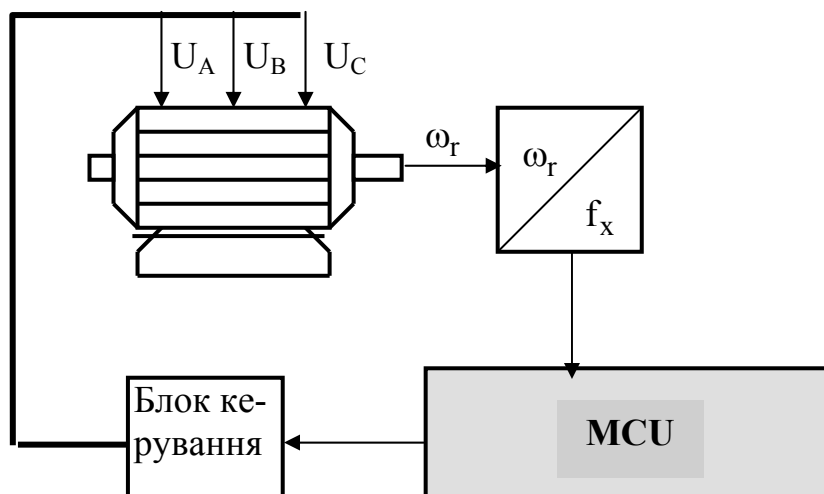 U_A U_B U_C
ω_r
ω_r
f_x
Блок ке-
рування
MCU